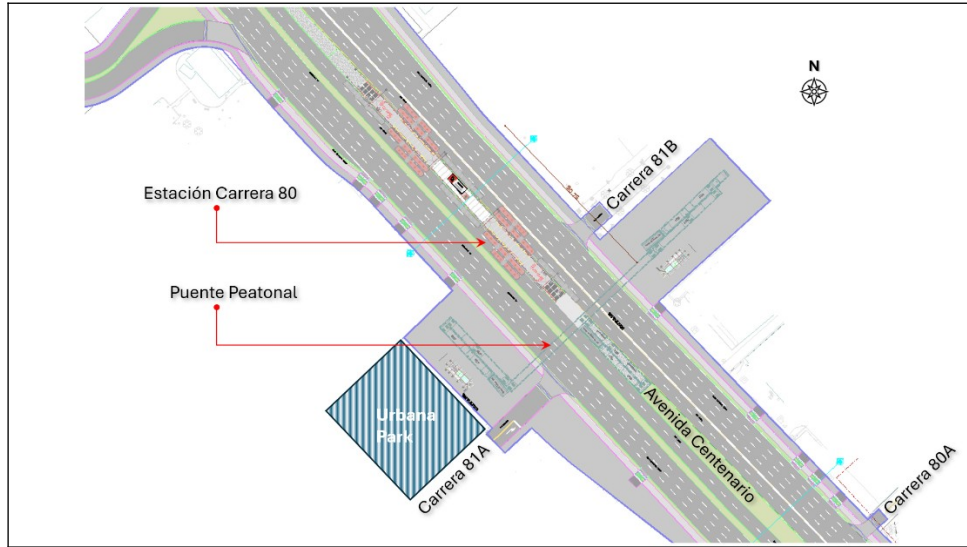 N
Carrera 81B
Estación Carrera 80
Puente Peatonal
Urbana
Park
Carrera 81A
Avenida Centenario
Carrera 80A